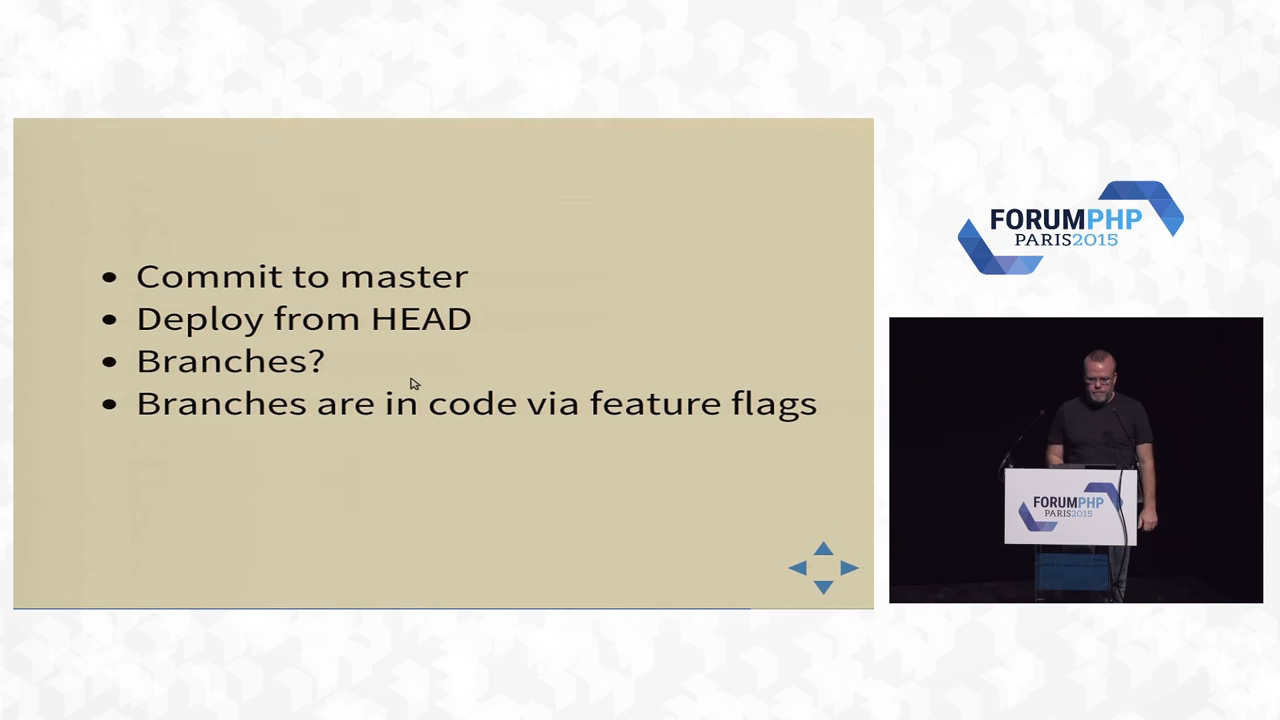 Commit to master
Deploy from HEAD
Branches?
Branches are in code via feature flags
FORUMPHP
PARIS2015
FORUMPHP
PARIS2015